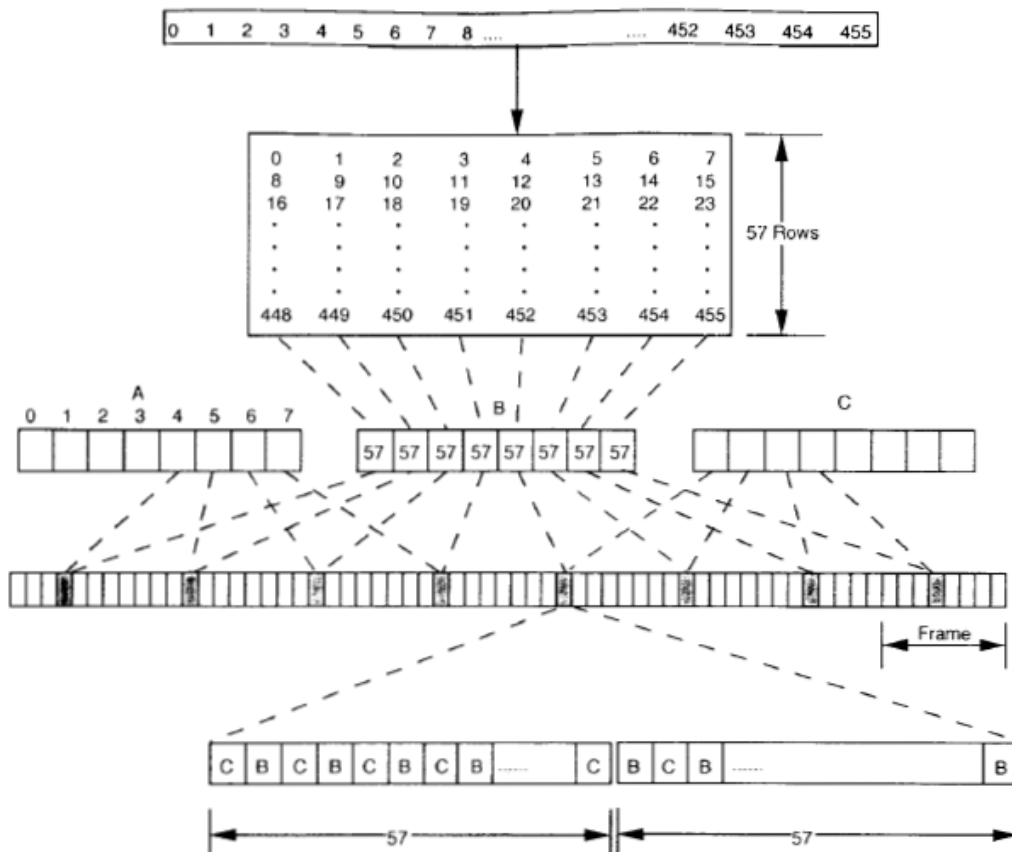 0 1 2 3 4 5 6 7 8 .... .... 452 453 454 455
0 1 2 3 4 5 6 7
8 9 10 11 12 13 14 15
16 17 18 19 20 21 22 23
57 Rows
448 449 450 451 452 453 454 455
A
B
C
0 1 2 3 4 5 6 7
57 57 57 57 57 57 57 57
Frame
C B C B C B C B ...... C B C B ...... B
57 57